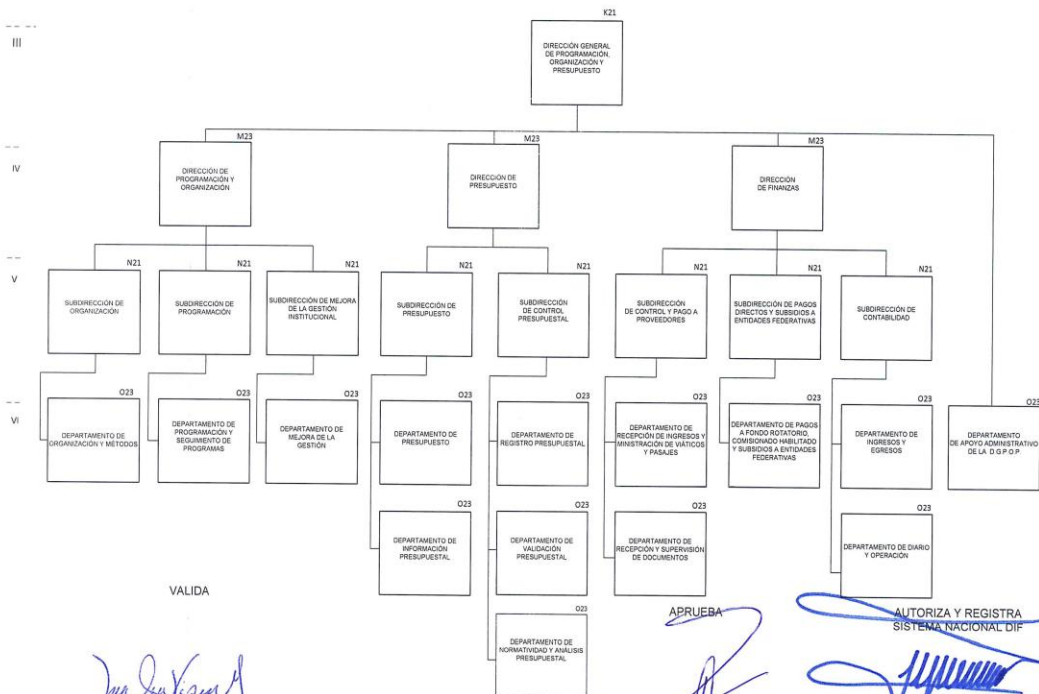 K21
III
DIRECCIÓN GENERAL
DE PROGRAMACIÓN,
ORGANIZACIÓN Y
PRESUPUESTO
M23
M23
M23
IV
DIRECCIÓN DE
PROGRAMACIÓN Y
ORGANIZACIÓN
DIRECCIÓN DE
PRESUPUESTO
DIRECCIÓN
DE FINANZAS
N21
N21
N21
N21
N21
N21
N21
N21
V
SUBDIRECCIÓN DE
ORGANIZACIÓN
SUBDIRECCIÓN DE
PROGRAMACIÓN
SUBDIRECCIÓN DE MEJORA
DE LA GESTIÓN
INSTITUCIONAL
SUBDIRECCIÓN DE
PRESUPUESTO
SUBDIRECCIÓN
DE CONTROL
PRESUPUESTAL
SUBDIRECCIÓN
DE CONTROL Y PAGO A
PROVEEDORES
SUBDIRECCIÓN DE PAGOS
DIRECTOS Y SUBSIDIOS A
ENTIDADES FEDERATIVAS
SUBDIRECCIÓN DE
CONTABILIDAD
O23
O23
O23
O23
O23
O23
O23
O23
O23
VI
DEPARTAMENTO DE
ORGANIZACIÓN Y MÉTODOS
DEPARTAMENTO DE
PROGRAMACIÓN Y
SEGUIMIENTO DE
PROGRAMAS
DEPARTAMENTO DE
MEJORA DE LA
GESTIÓN
DEPARTAMENTO DE
PRESUPUESTO
DEPARTAMENTO DE
REGISTRO PRESUPUESTAL
DEPARTAMENTO DE
RECEPCIÓN DE INGRESOS Y
MINISTRACIÓN DE VIÁTICOS
Y PASAJES
DEPARTAMENTO DE PAGOS
A FONDO ROTATORIO,
COMISIONADO HABILITADO
Y SUBSIDIOS A ENTIDADES
FEDERATIVAS
DEPARTAMENTO DE
INGRESOS Y
EGRESOS
DEPARTAMENTO
DE APOYO ADMINISTRATIVO
DE LA D G P O P
O23
O23
O23
O23
DEPARTAMENTO DE
INFORMACIÓN
PRESUPUESTAL
DEPARTAMENTO DE
VALIDACIÓN
PRESUPUESTAL
DEPARTAMENTO DE
RECEPCIÓN Y SUPERVISIÓN
DE DOCUMENTOS
DEPARTAMENTO DE DIARIO
Y OPERACIÓN
O23
DEPARTAMENTO DE
NORMATIVIDAD Y ANÁLISIS
PRESUPUESTAL
VALIDA
APRUEBA
AUTORIZA Y REGISTRA
SISTEMA NACIONAL DIF